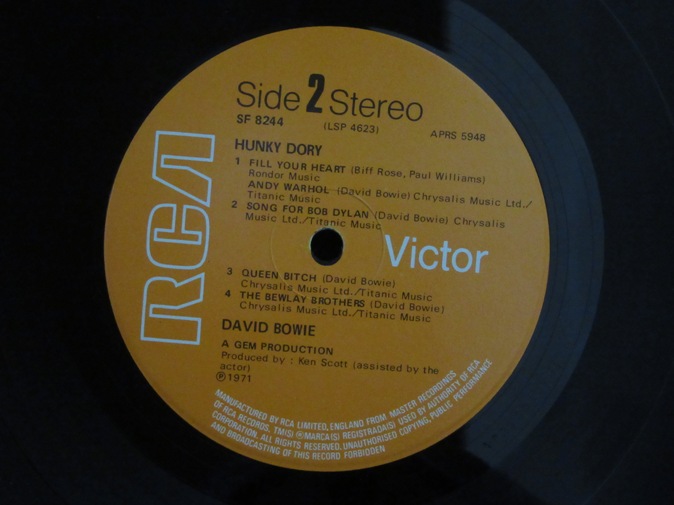 Side 2 Stereo
SF 8244
(LSP 4623)
APRS 5948
HUNKY DORY
1 FILL YOUR HEART (Biff Rose, Paul Williams)
Rondor Music
ANDY WARHOL (David Bowie) Chrysalis Music Ltd./
Titanic Music
2 SONG FOR BOB DYLAN (David Bowie) Chrysalis
Music Ltd./Titanic Music
RCA
Victor
3 QUEEN BITCH (David Bowie)
Chrysalis Music Ltd./Titanic Music
4 THE BEWLAY BROTHERS (David Bowie)
Chrysalis Music Ltd./Titanic Music
DAVID BOWIE
A GEM PRODUCTION
Produced by : Ken Scott (assisted by the
actor)
℗1971
MANUFACTURED BY RCA LIMITED, ENGLAND FROM MASTER RECORDINGS
OF RCA RECORDS, TM(S) ® MARCA(S) REGISTRADA(S) USED BY AUTHORITY OF RCA
CORPORATION. ALL RIGHTS RESERVED. UNAUTHORISED COPYING, PUBLIC PERFORMANCE
AND BROADCASTING OF THIS RECORD FORBIDDEN